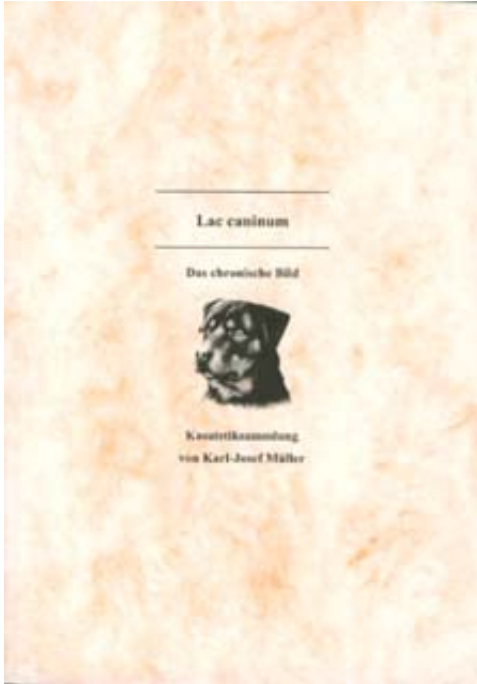 Lac caninum
Das chronische Bild
Kasuistiksammlung
von Karl-Josef Müller